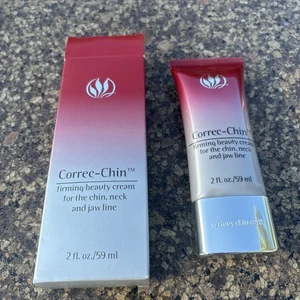 Correc-Chin™
firming beauty cream
for the chin, neck
and jaw line
2 fl. oz./59 ml
Correc-Chin™
firming beauty cream
for the chin, neck
and jaw line
2 fl. oz./59 ml